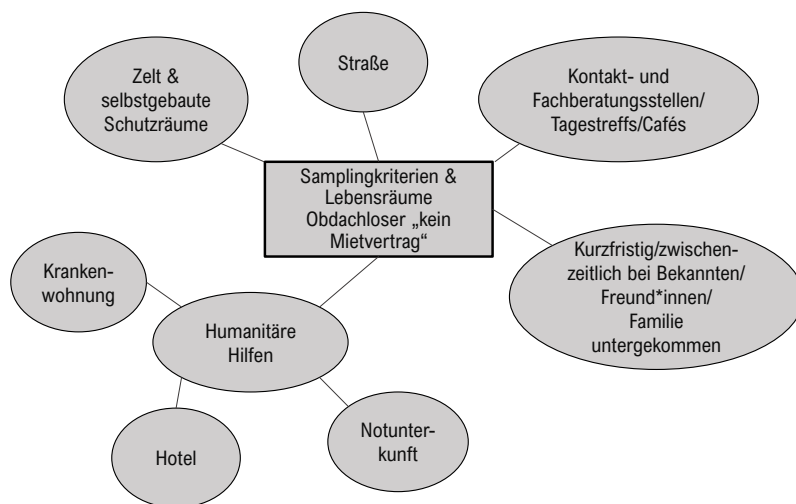 Straße
Zelt &
selbstgebaute
Schutzräume
Kontakt- und
Fachberatungsstellen/
Tagestreffs/Cafés
Samplingkriterien &
Lebensräume
Obdachloser „kein
Mietvertrag“
Kurzfristig/zwischen-
zeitlich bei Bekannten/
Freund*innen/
Familie
untergekommen
Kranken-
wohnung
Humanitäre
Hilfen
Hotel
Notunter-
kunft